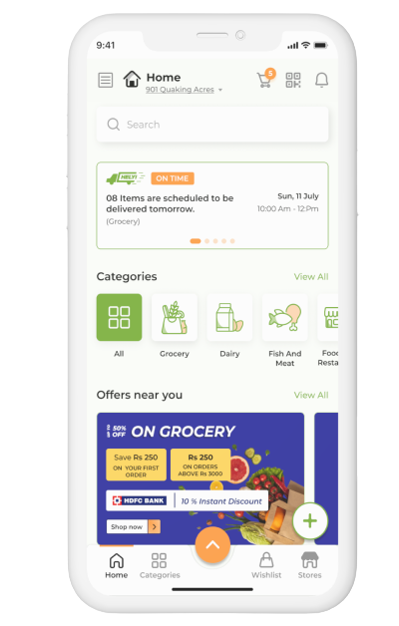 9:41
Home
5
901 Quaking Acres
Search
ON TIME
08 Items are scheduled to be
delivered tomorrow.
(Grocery)
Sun, 11 July
10:00 Am - 12:Pm
Categories
View All
All
Grocery
Dairy
Fish And
Meat
Food
Resta
Offers near you
View All
50%
OFF
ON GROCERY
Save Rs 250
ON YOUR FIRST
ORDER
Rs 250
ON ORDERS
ABOVE Rs 3000
HDFC BANK
10 % Instant Discount
Shop now
Home
Categories
Wishlist
Stores